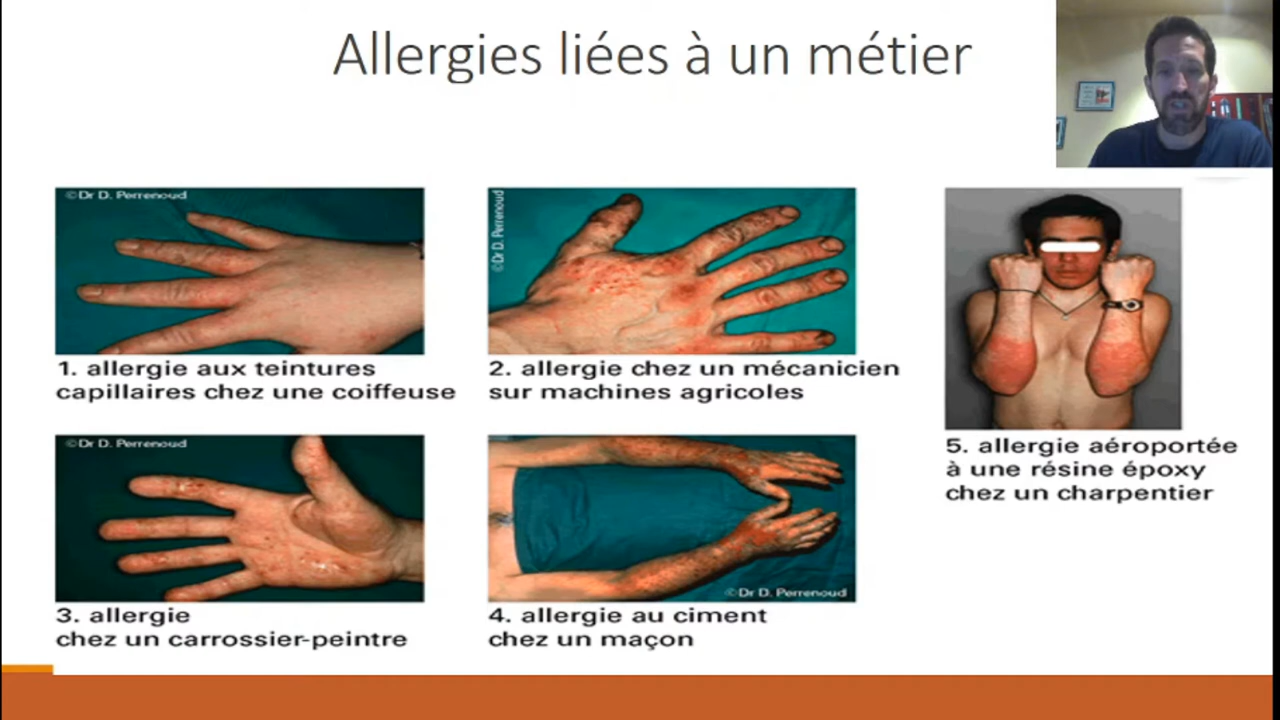 Allergies liées à un métier
©Dr D. Perrenoud
1. allergie aux teintures
capillaires chez une coiffeuse
©Dr D. Perrenoud
2. allergie chez un mécanicien
sur machines agricoles
©Dr D. Perrenoud
3. allergie
chez un carrossier-peintre
©Dr D. Perrenoud
4. allergie au ciment
chez un maçon
5. allergie aéroportée
à une résine époxy
chez un charpentier